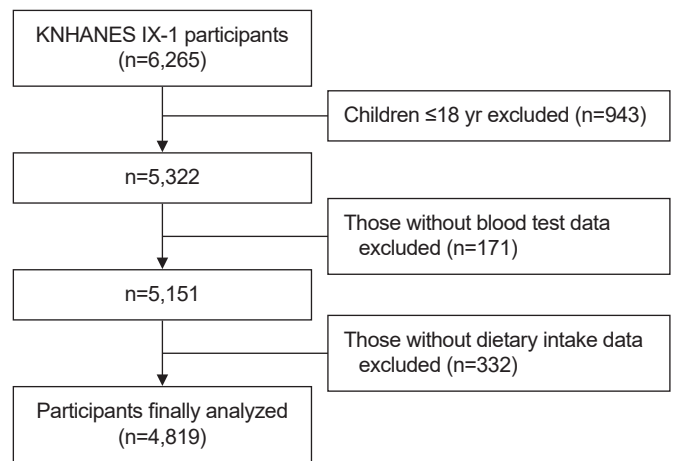 KNHANES IX-1 participants
(n=6,265)
Children ≤18 yr excluded (n=943)
n=5,322
Those without blood test data
excluded (n=171)
n=5,151
Those without dietary intake data
excluded (n=332)
Participants finally analyzed
(n=4,819)